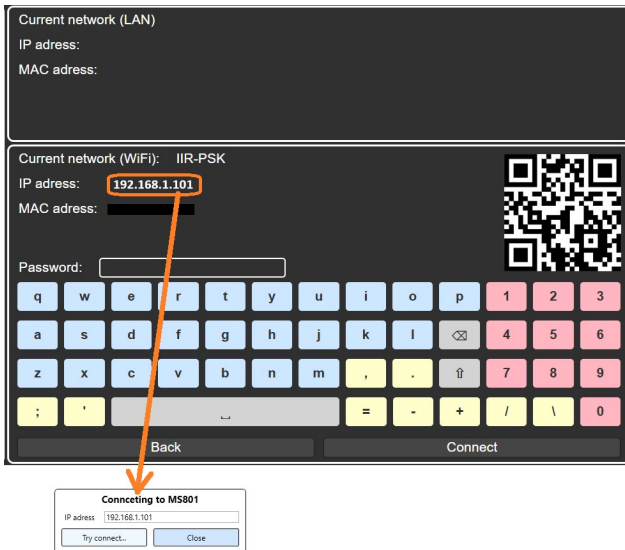 Current network (LAN)
IP adress:
MAC adress:
Current network (WiFi): IIR-PSK
IP adress: 192.168.1.101
MAC adress:
Password:
q w e r t y u i o p 1 2 3
a s d f g h j k l ⌫ 4 5 6
z x c v b n m , . ⇧ 7 8 9
; ' ␣ = - + / \ 0
Back Connect
Connceting to MS801
IP adress 192.168.1.101
Try connect... Close